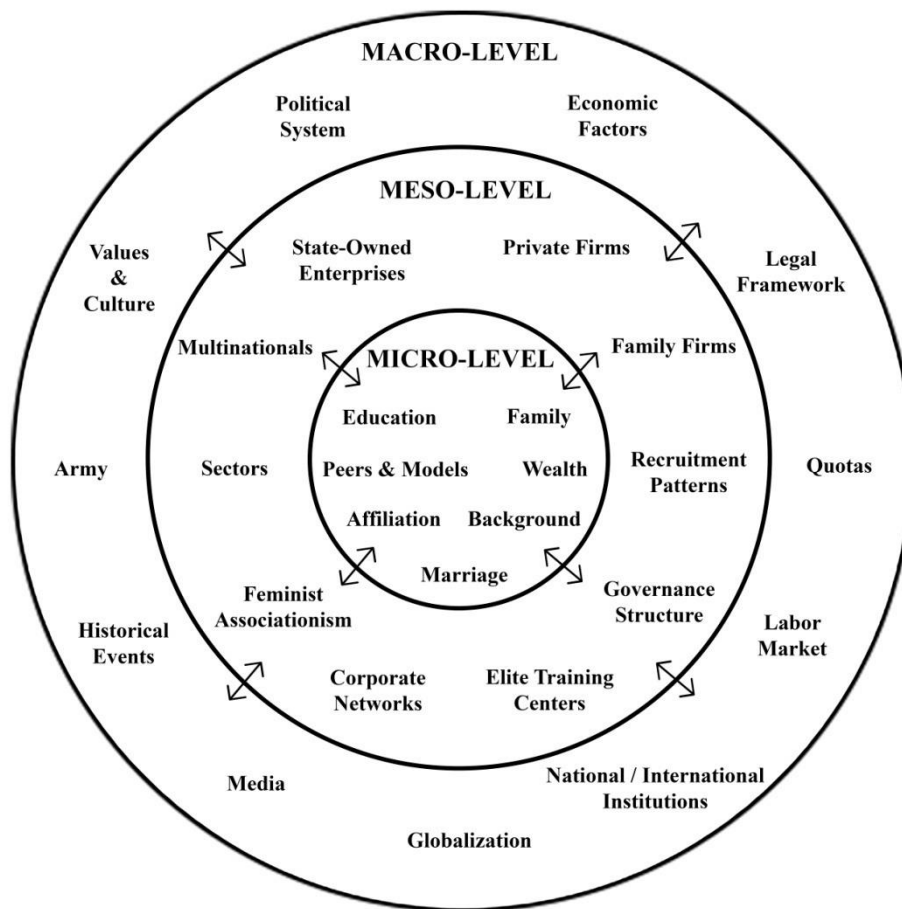 MACRO-LEVEL
Political
System
Economic
Factors
MESO-LEVEL
Values
&
Culture
State-Owned
Enterprises
Private Firms
Legal
Framework
Multinationals
MICRO-LEVEL
Family Firms
Education
Family
Army
Sectors
Peers & Models
Wealth
Recruitment
Patterns
Quotas
Affiliation
Background
Marriage
Feminist
Associationism
Governance
Structure
Historical
Events
Labor
Market
Corporate
Networks
Elite Training
Centers
Media
National / International
Institutions
Globalization